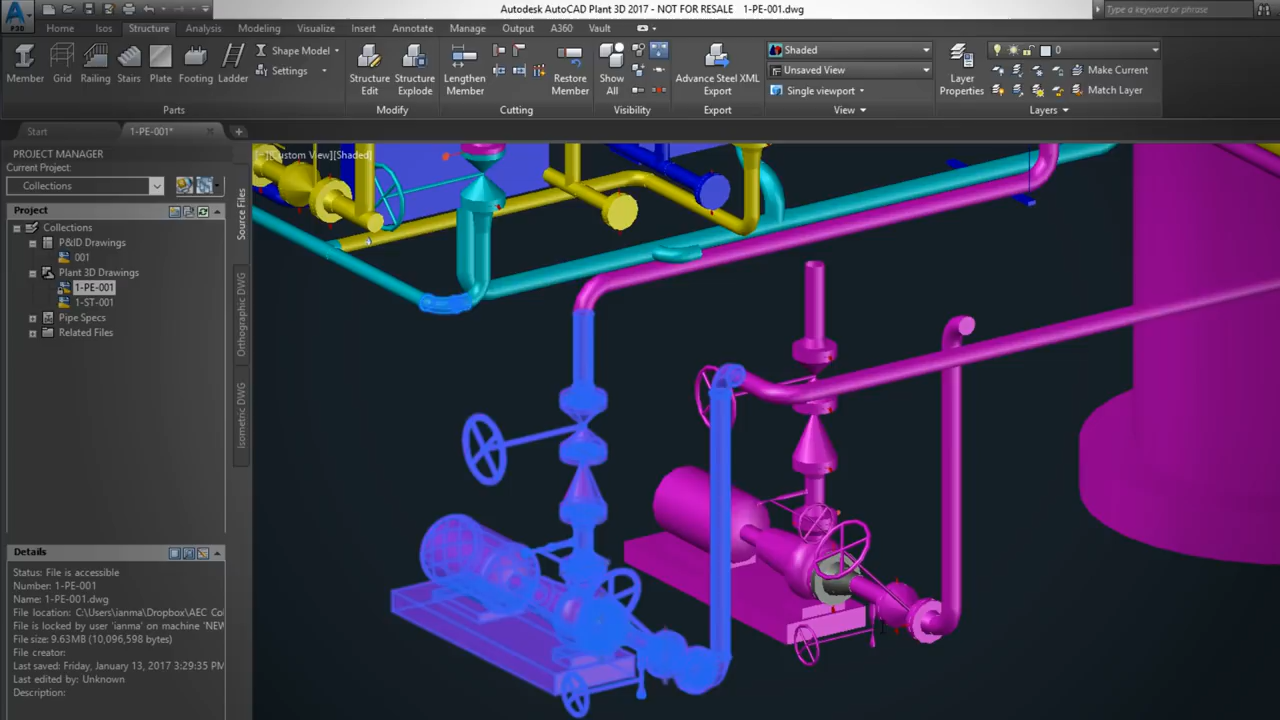 Autodesk AutoCAD Plant 3D 2017 - NOT FOR RESALE 1-PE-001.dwg
Type a keyword or phrase
P3D
Home Isos Structure Analysis Modeling Visualize Insert Annotate Manage Output A360 Vault
Member Grid Railing Stairs Plate Footing Ladder
Shape Model
Settings
Parts
Structure Edit
Structure Explode
Modify
Lengthen Member
Restore Member
Cutting
Show All
Visibility
Advance Steel XML Export
Export
Shaded
Unsaved View
Single viewport
View
Layer Properties
0
Make Current
Match Layer
Layers
Start 1-PE-001*
PROJECT MANAGER
Current Project:
Collections
Project
Collections
P&ID Drawings
001
Plant 3D Drawings
1-PE-001
1-ST-001
Pipe Specs
Related Files
Source Files
Orthographic DWG
Isometric DWG
[−][Custom View][Shaded]
Details
Status: File is accessible
Number: 1-PE-001
Name: 1-PE-001.dwg
File location: C:\Users\ianma\Dropbox\AEC Co
File is locked by user 'ianma' on machine 'NEW
File size: 9.63MB (10,096,598 bytes)
File creator:
Last saved: Friday, January 13, 2017 3:29:35 PM
Last edited by: Unknown
Description: